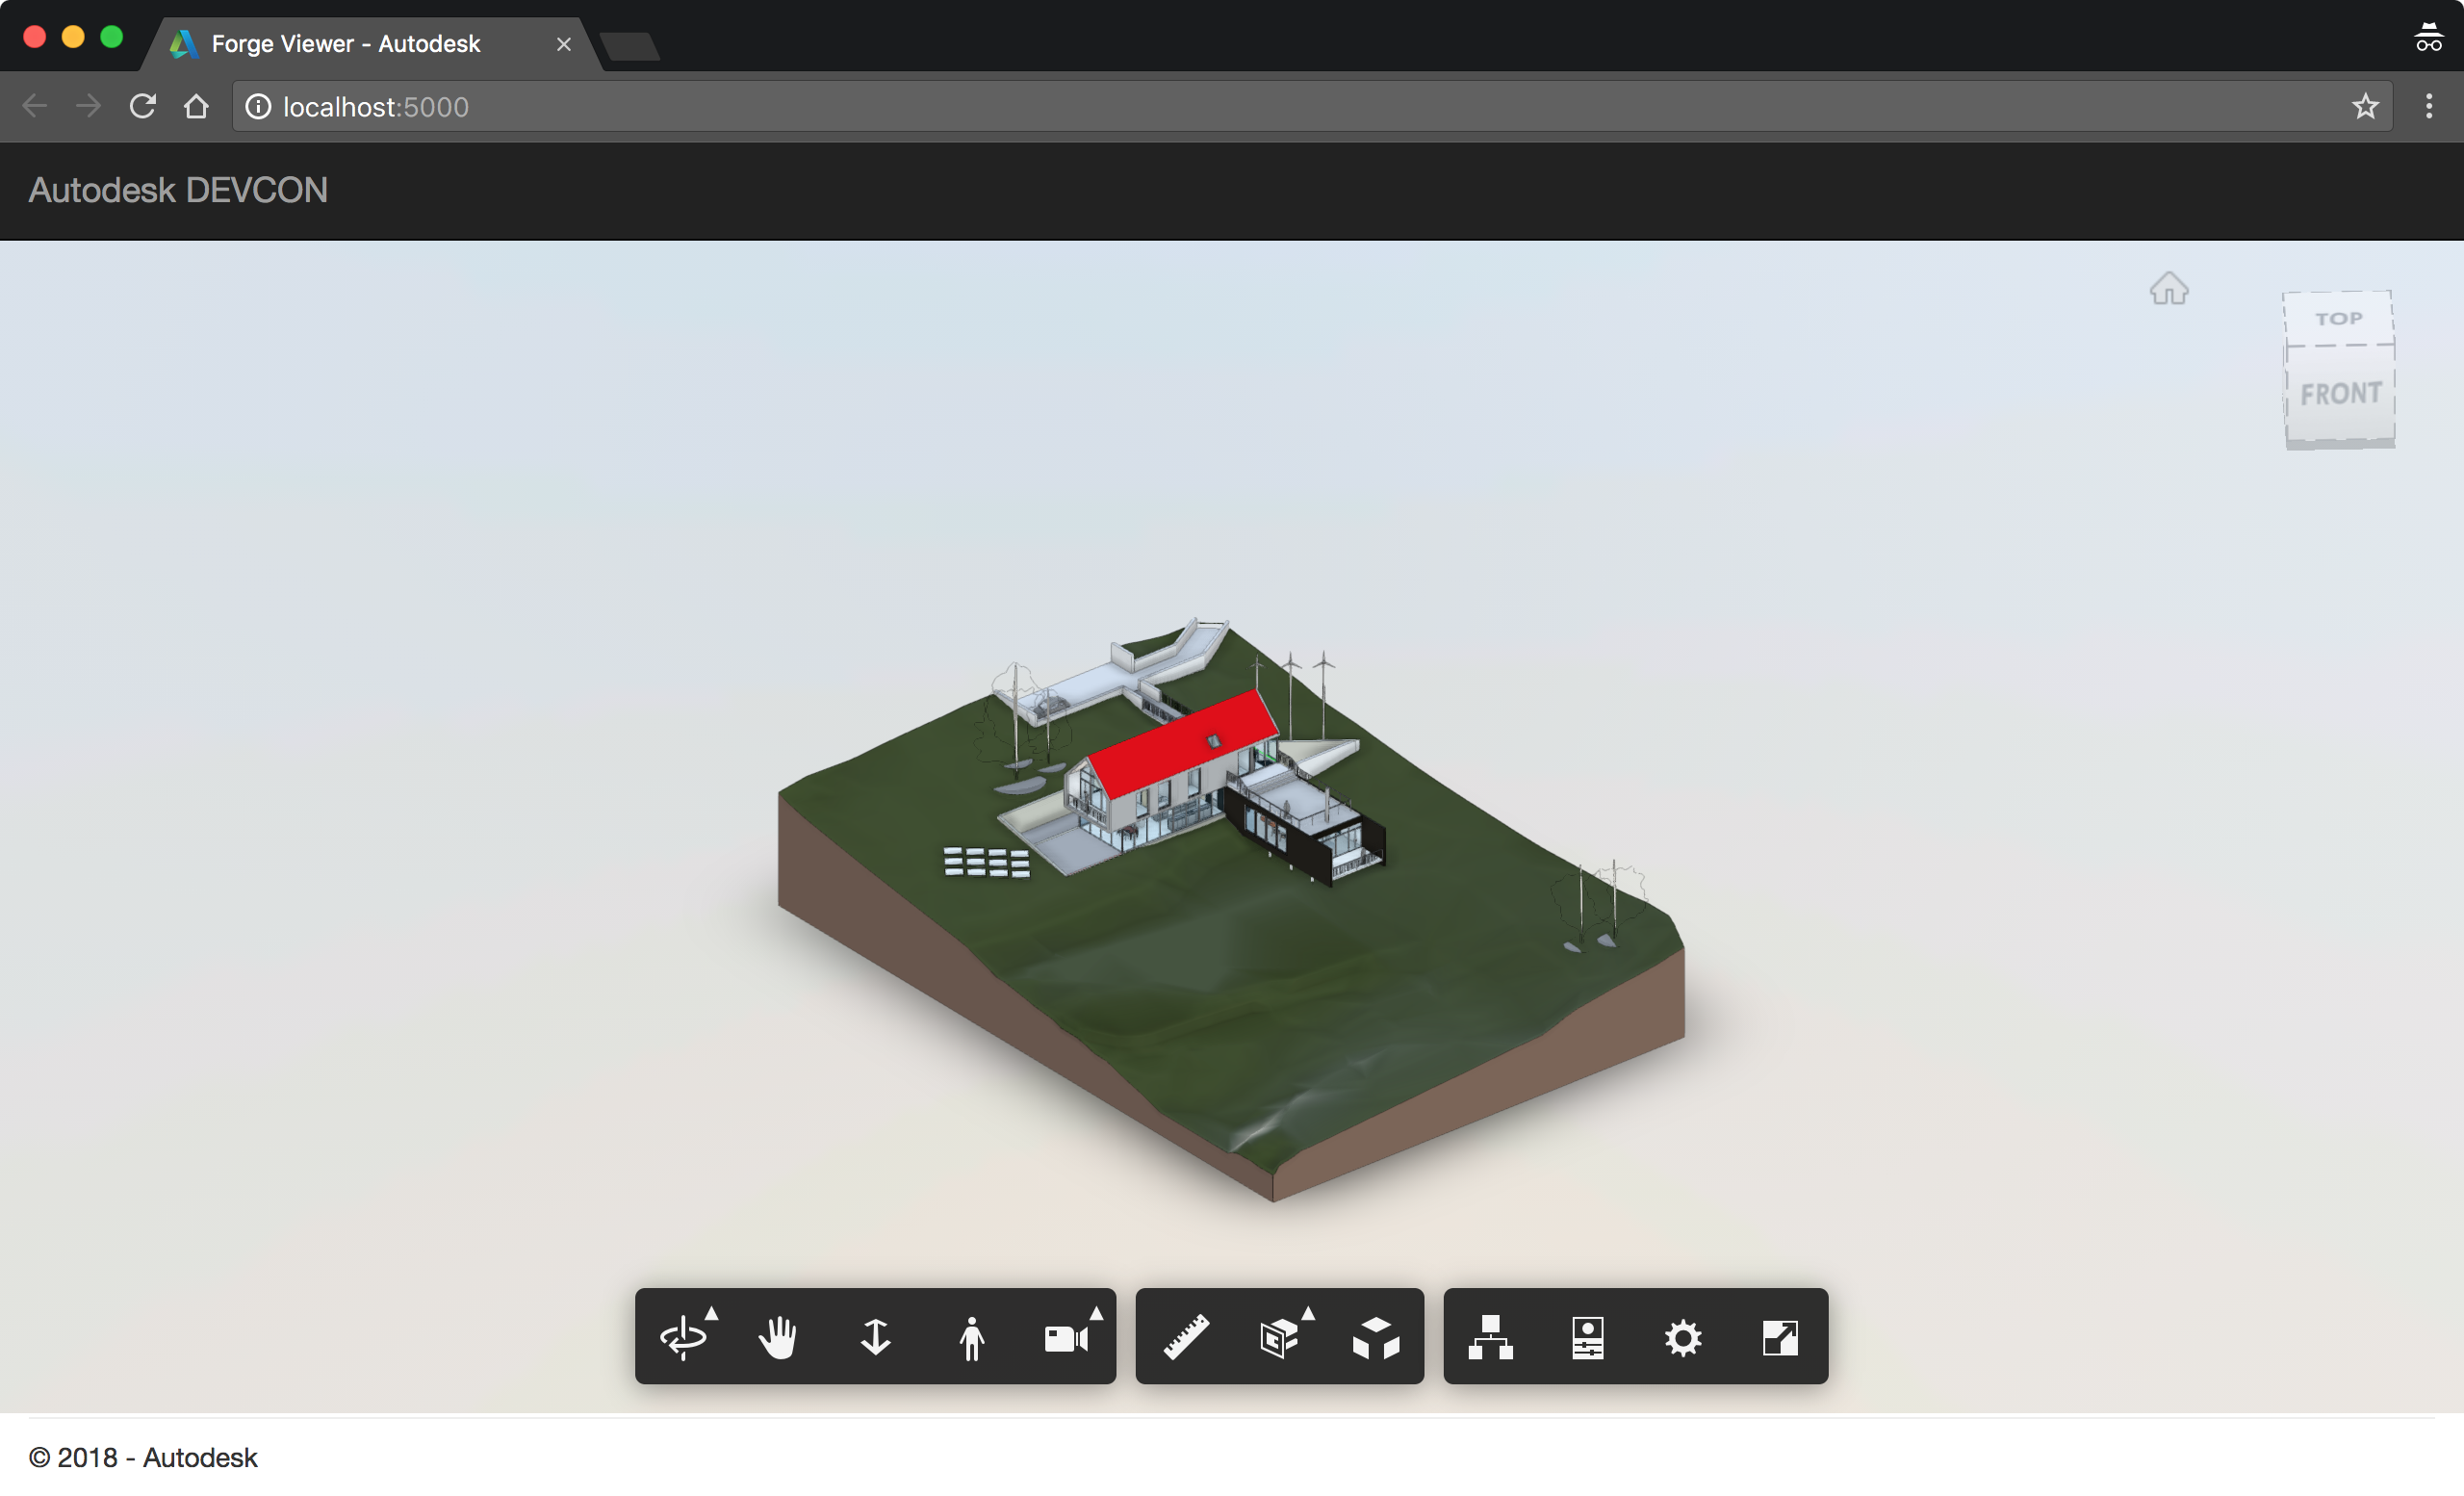 Forge Viewer - Autodesk
localhost:5000
Autodesk DEVCON
TOP
FRONT
© 2018 - Autodesk